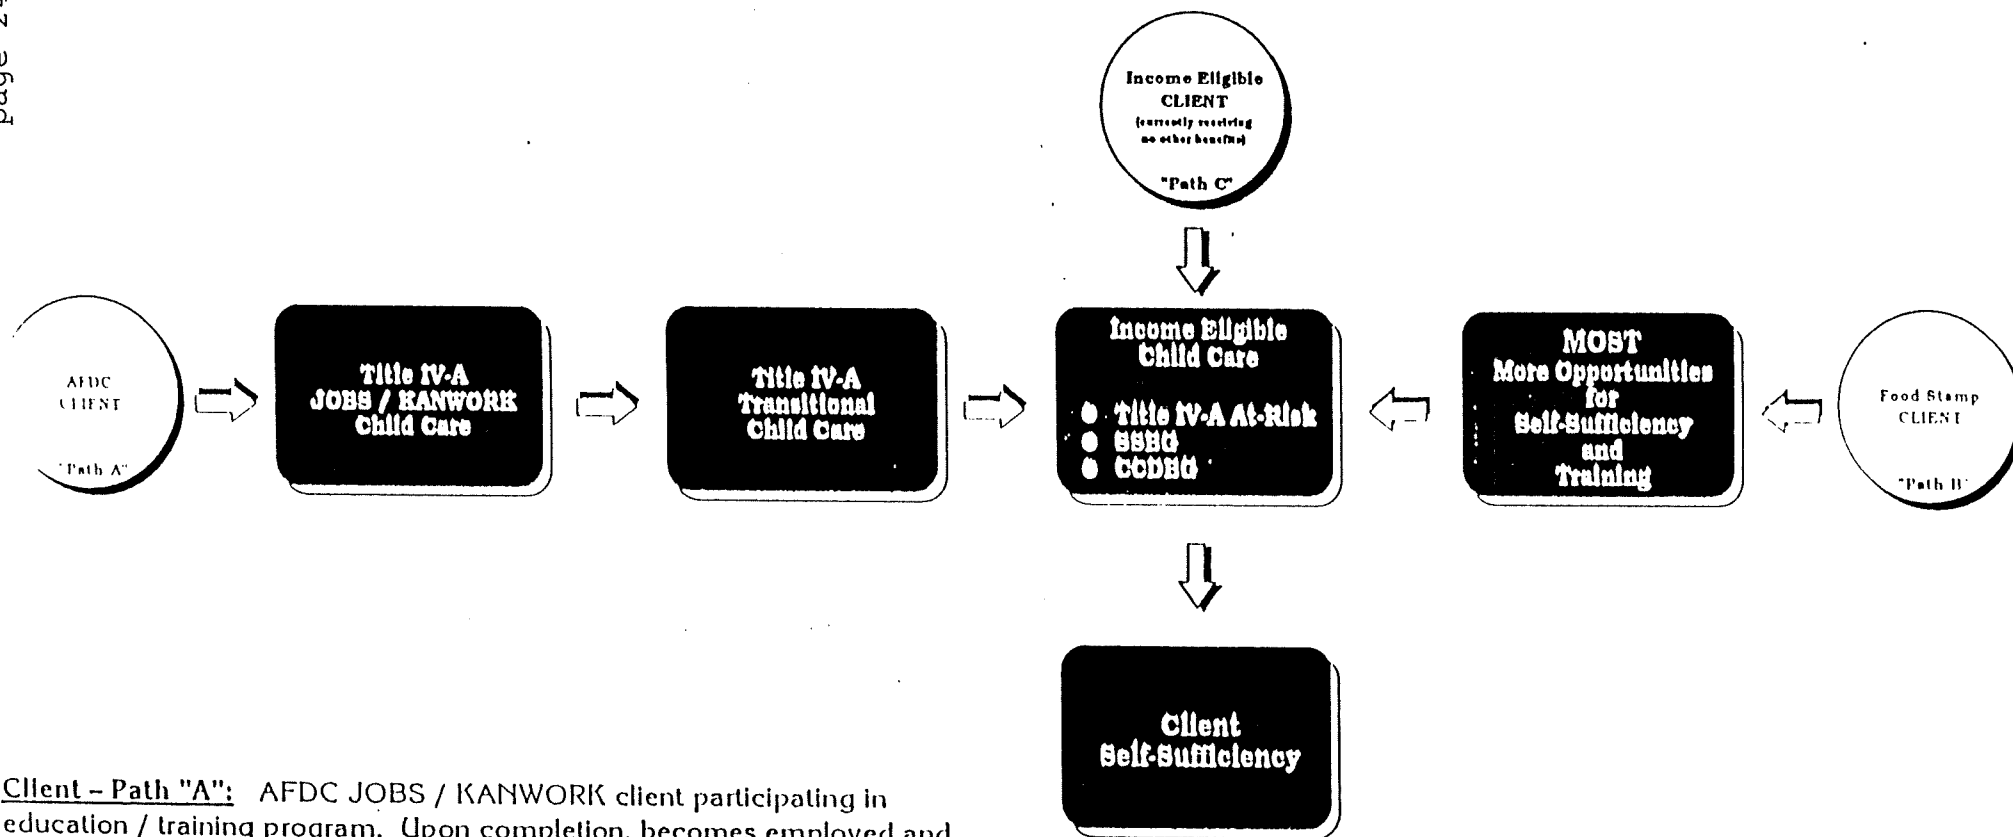 Income Eligible
CLIENT
(currently receiving
no other benefits)
"Path C"
AFDC
CLIENT
"Path A"
Title IV-A
JOBS / KANWORK
Child Care
Title IV-A
Transitional
Child Care
Income Eligible
Child Care
● Title IV-A At-Risk
● SSBG
● CCDBG
MOST
More Opportunities
for
Self-Sufficiency
and
Training
Food Stamp
CLIENT
"Path B"
Client
Self-Sufficiency
Client – Path "A": AFDC JOBS / KANWORK client participating in
education / training program. Upon completion, becomes employed and